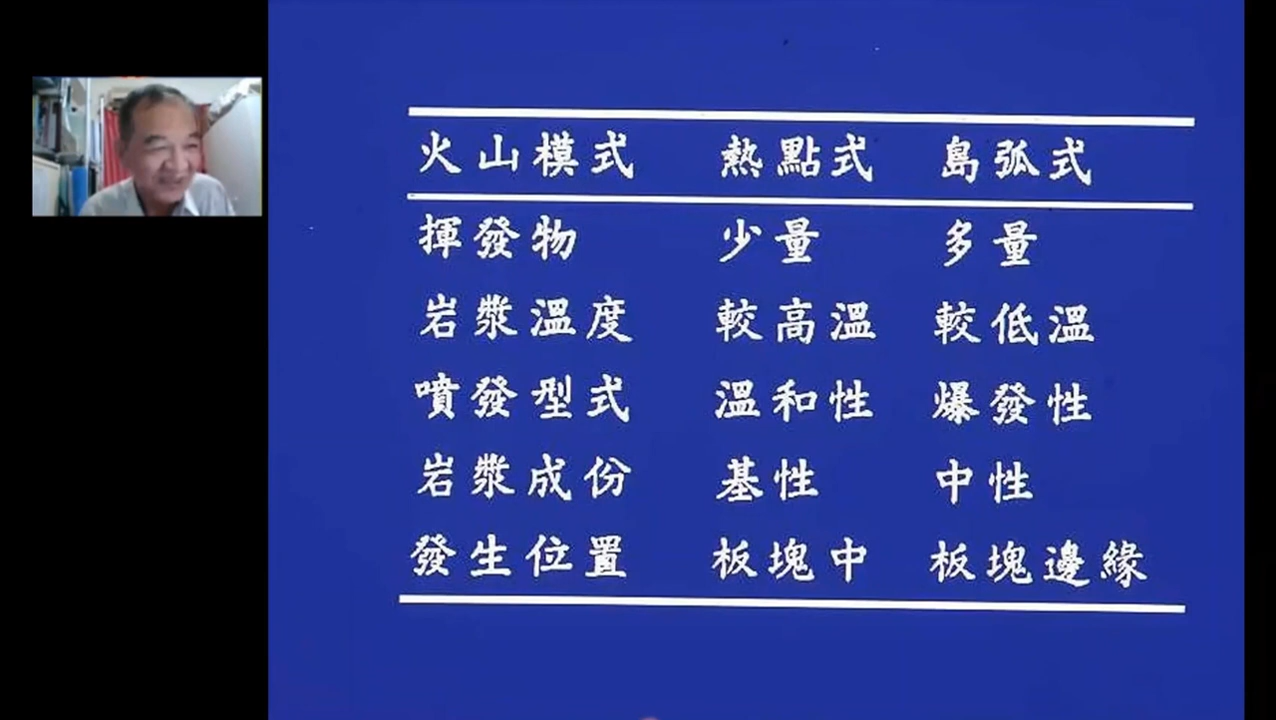 火山模式 熱點式 島弧式
揮發物 少量 多量
岩漿溫度 較高溫 較低溫
噴發型式 溫和性 爆發性
岩漿成份 基性 中性
發生位置 板塊中 板塊邊緣